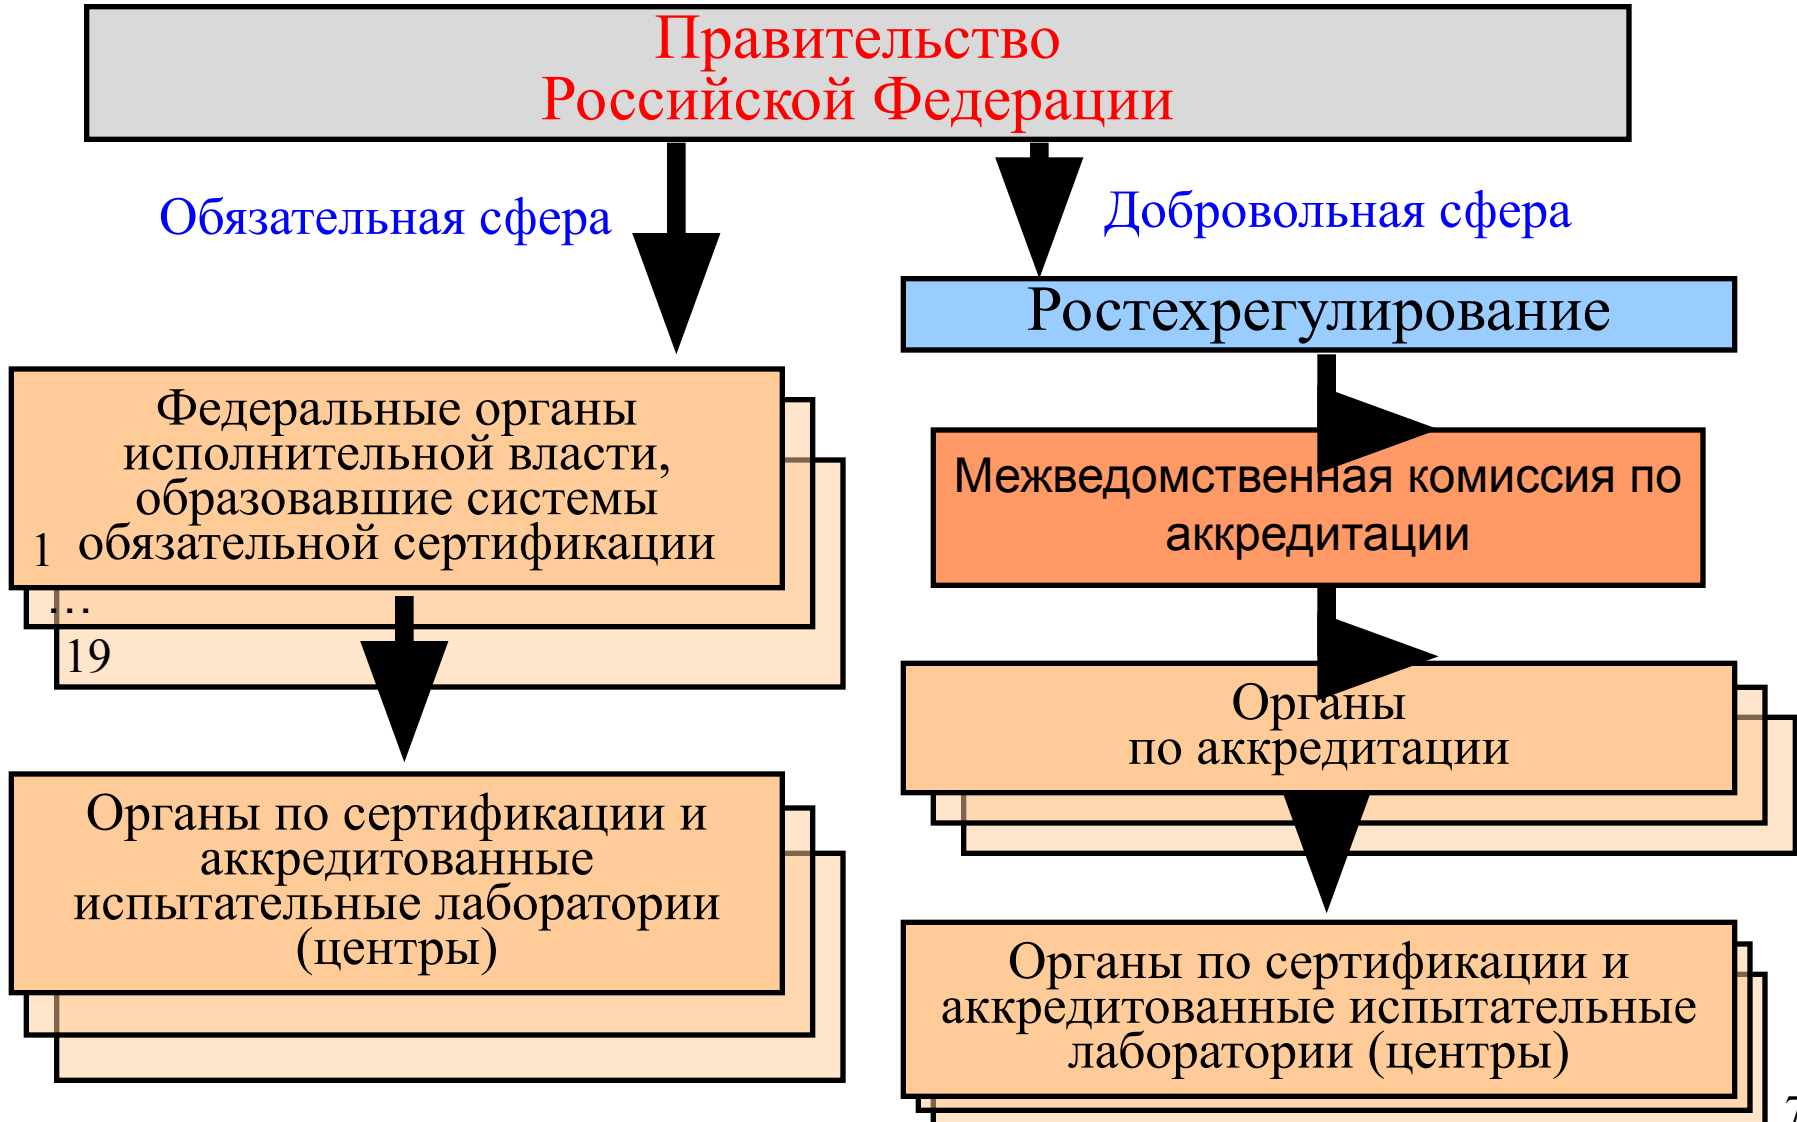 Правительство
Российской Федерации
Обязательная сфера
Добровольная сфера
Ростехрегулирование
Федеральные органы
исполнительной власти,
образовавшие системы
1 обязательной сертификации
...
19
Межведомственная комиссия по
аккредитации
Органы
по аккредитации
Органы по сертификации и
аккредитованные
испытательные лаборатории
(центры)
Органы по сертификации и
аккредитованные испытательные
лаборатории (центры)